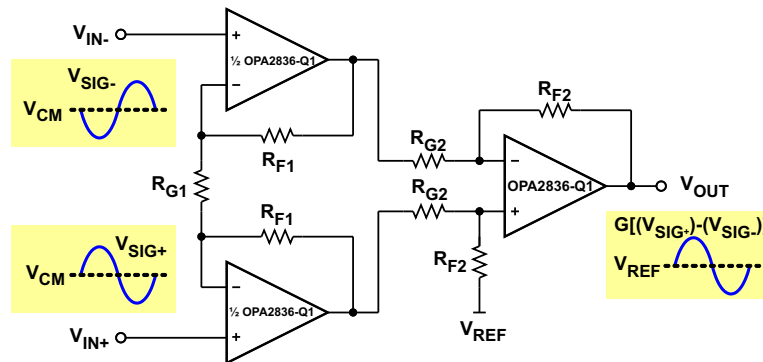 VIN-
+
½ OPA2836-Q1
−
VSIG-
VCM
RF1
RG1
RF2
RG2
−
OPA2836-Q1
+
VOUT
RG2
RF1
VSIG+
VCM
RF2
G[(VSIG+)-(VSIG-)
VREF
−
½ OPA2836-Q1
+
VIN+
VREF